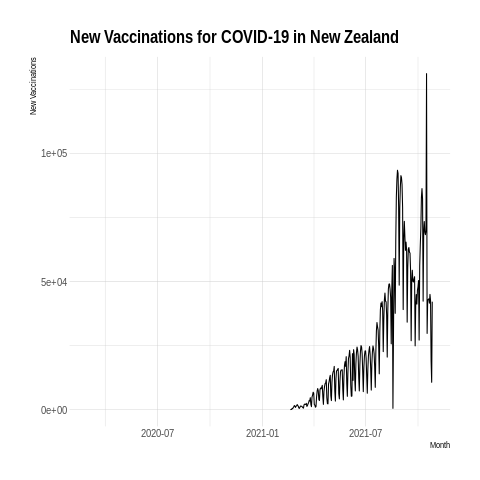 New Vaccinations for COVID-19 in New Zealand
New Vaccinations
1e+05
5e+04
0e+00
2020-07
2021-01
2021-07
Month